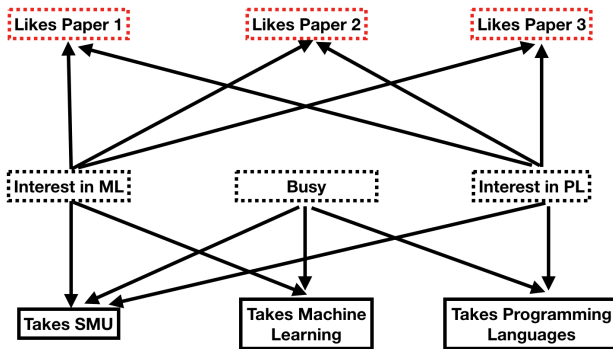 Likes Paper 1
Likes Paper 2
Likes Paper 3
Interest in ML
Busy
Interest in PL
Takes SMU
Takes Machine
Learning
Takes Programming
Languages